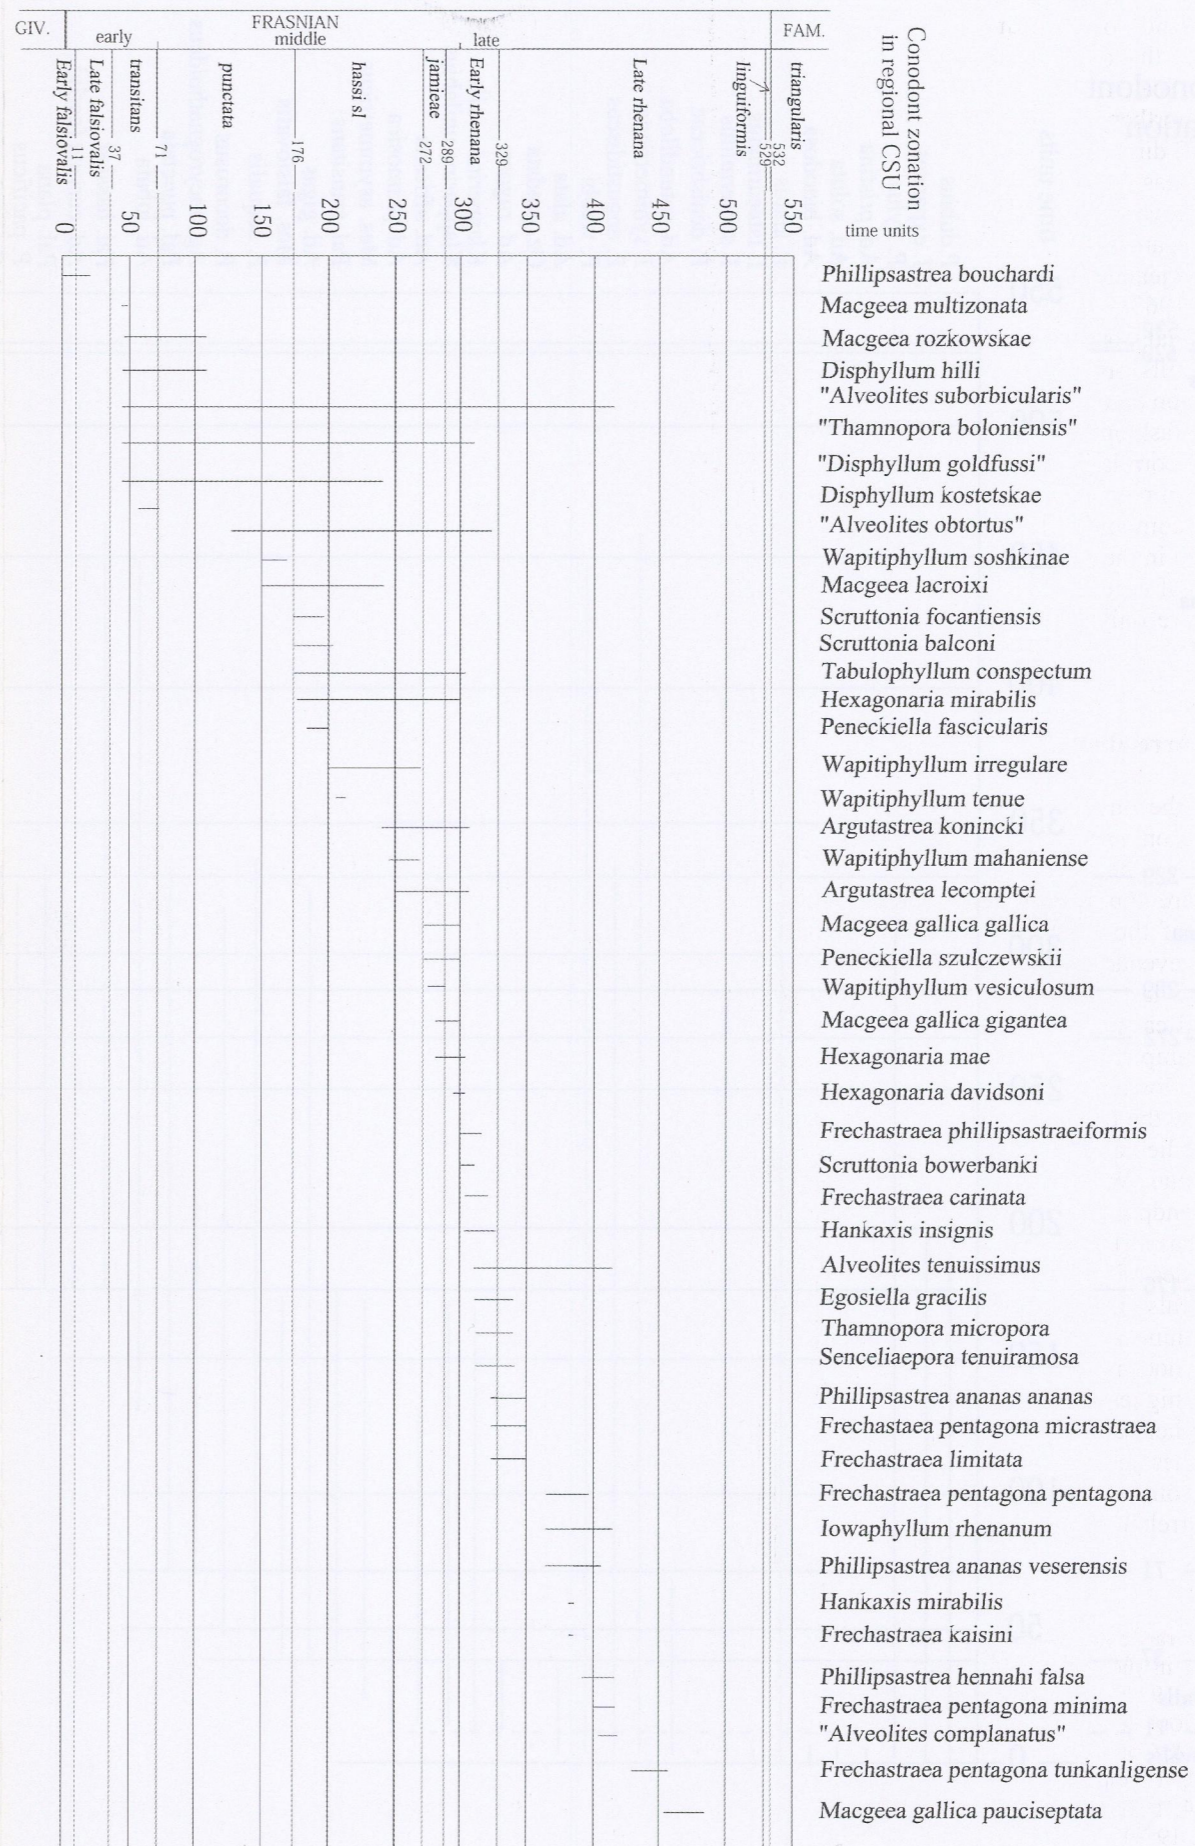 GIV.
FRASNIAN
FAM.
early
middle
late
Early falsiovalis
11
Late falsiovalis
37
transitans
71
punctata
176
hassi sl
272
jamieae
289
Early rhenana
329
Late rhenana
linguiformis
529
532
triangularis
Conodont zonation
in regional CSU
0
50
100
150
200
250
300
350
400
450
500
550
time units
Phillipsastrea bouchardi
Macgeea multizonata
Macgeea rozkowskae
Disphyllum hilli
"Alveolites suborbicularis"
"Thamnopora boloniensis"
"Disphyllum goldfussi"
Disphyllum kostetskae
"Alveolites obtortus"
Wapitiphyllum soshkinae
Macgeea lacroixi
Scruttonia focantiensis
Scruttonia balconi
Tabulophyllum conspectum
Hexagonaria mirabilis
Peneckiella fascicularis
Wapitiphyllum irregulare
Wapitiphyllum tenue
Argutastrea konincki
Wapitiphyllum mahaniense
Argutastrea lecomptei
Macgeea gallica gallica
Peneckiella szulczewskii
Wapitiphyllum vesiculosum
Macgeea gallica gigantea
Hexagonaria mae
Hexagonaria davidsoni
Frechastraea phillipsastraeiformis
Scruttonia bowerbanki
Frechastraea carinata
Hankaxis insignis
Alveolites tenuissimus
Egosiella gracilis
Thamnopora micropora
Senceliaepora tenuiramosa
Phillipsastrea ananas ananas
Frechastaea pentagona micrastraea
Frechastraea limitata
Frechastraea pentagona pentagona
Iowaphyllum rhenanum
Phillipsastrea ananas veserensis
Hankaxis mirabilis
Frechastraea kaisini
Phillipsastrea hennahi falsa
Frechastraea pentagona minima
"Alveolites complanatus"
Frechastraea pentagona tunkanligense
Macgeea gallica pauciseptata